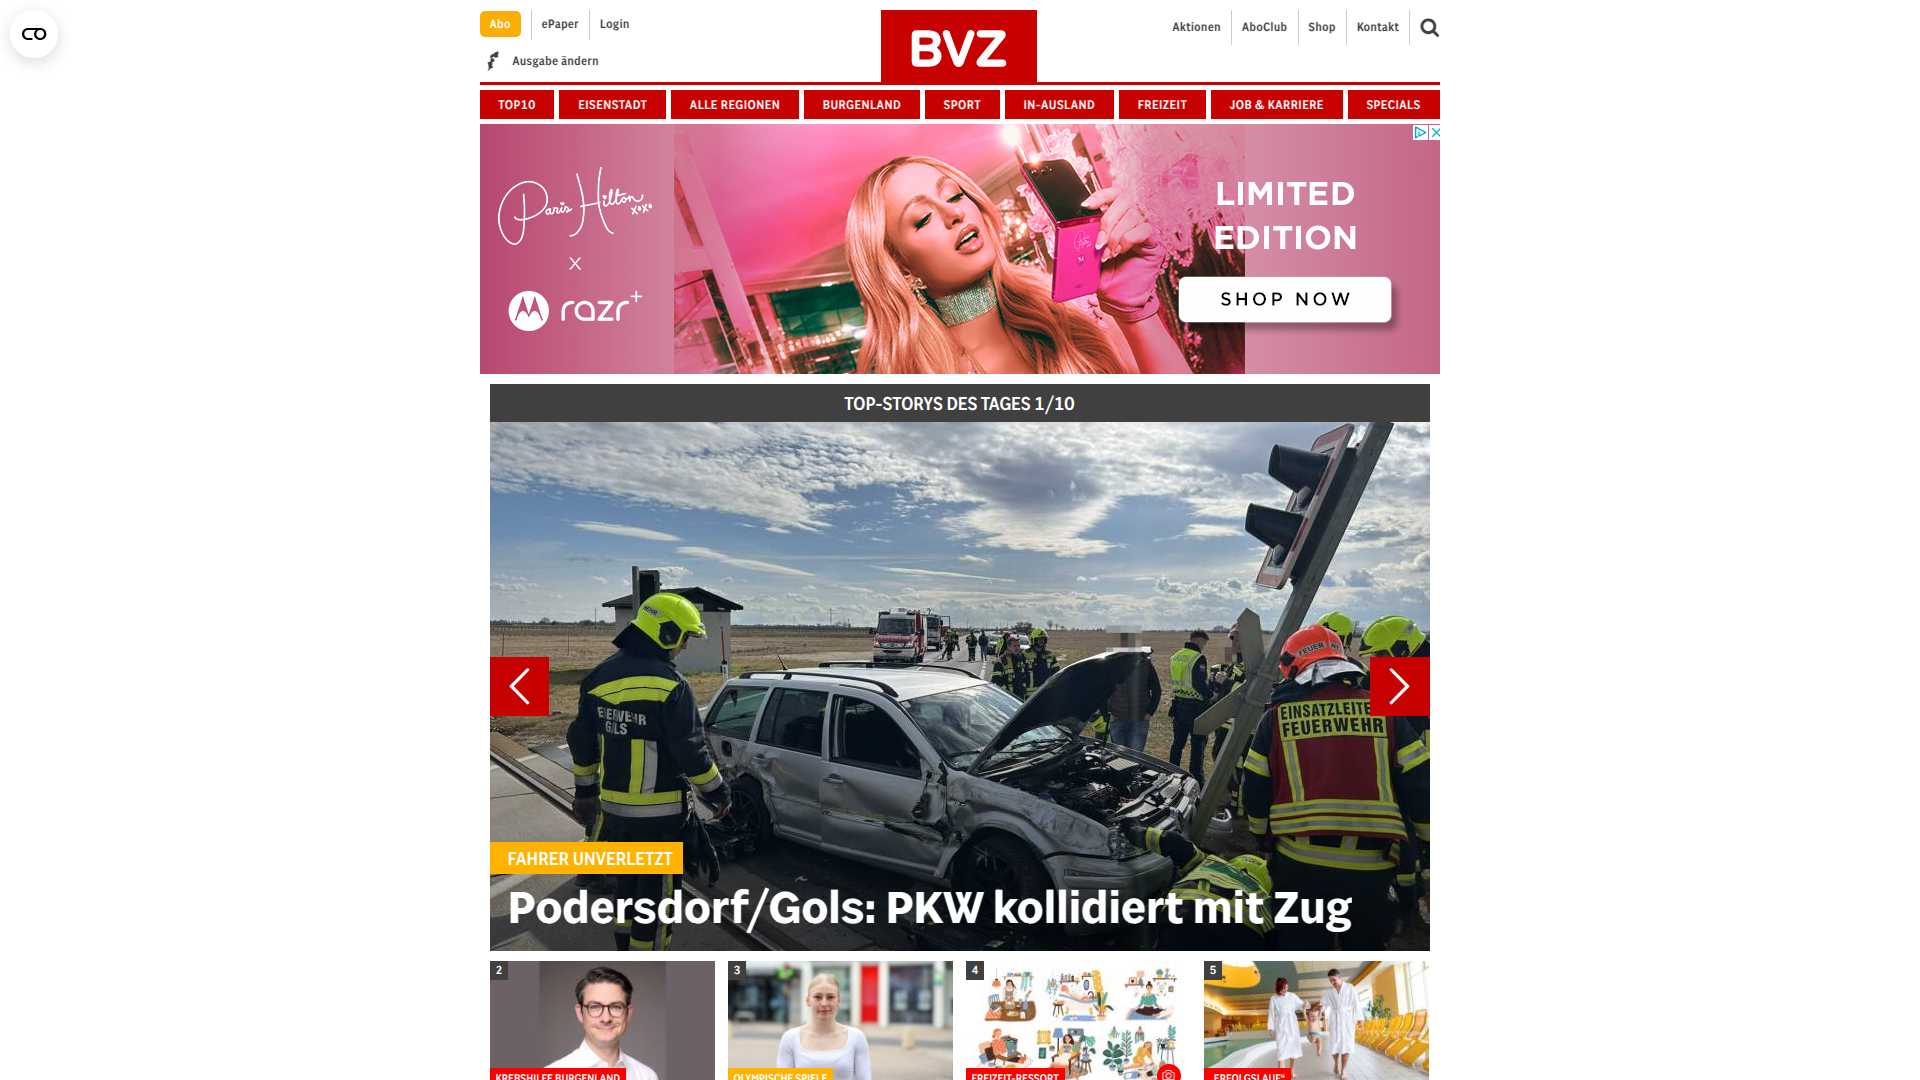 Abo
ePaper
Login
Aktionen
AboClub
Shop
Kontakt
Ausgabe ändern
BVZ
TOP10
EISENSTADT
ALLE REGIONEN
BURGENLAND
SPORT
IN-AUSLAND
FREIZEIT
JOB & KARRIERE
SPECIALS
Paris Hilton
xoxo
X
razr+
LIMITED
EDITION
SHOP NOW
TOP-STORYS DES TAGES 1/10
FEUERWEHR
GOLS
EINSATZLEITER
FEUERWEHR
FAHRER UNVERLETZT
Podersdorf/Gols: PKW kollidiert mit Zug
2
3
4
5
KREBSHILFE BURGENLAND
OLYMPISCHE SPIELE
FREIZEIT-RESSORT
„ERFOLGSLAUF“